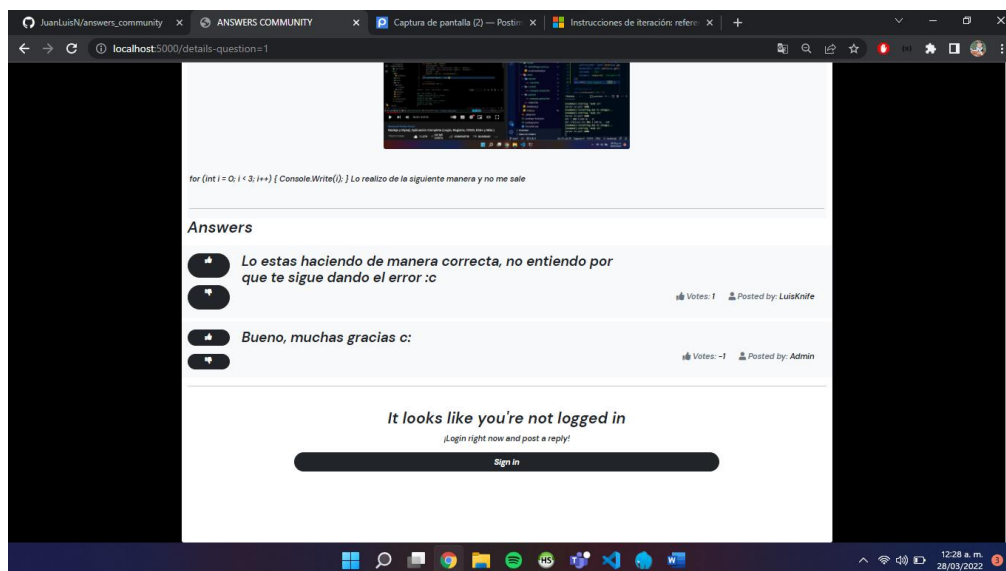 JuanLuisN/answers_community
ANSWERS COMMUNITY
Captura de pantalla (2) — Postim
Instrucciones de iteración: refere
localhost:5000/details-question=1
for (int i = 0; i < 3; i++) { Console.Write(i); } Lo realizo de la siguiente manera y no me sale
Answers
Lo estas haciendo de manera correcta, no entiendo por
que te sigue dando el error :c
Votes: 1 Posted by: LuisKnife
Bueno, muchas gracias c:
Votes: -1 Posted by: Admin
It looks like you're not logged in
¡Login right now and post a reply!
Sign in
12:28 a. m.
28/03/2022
3